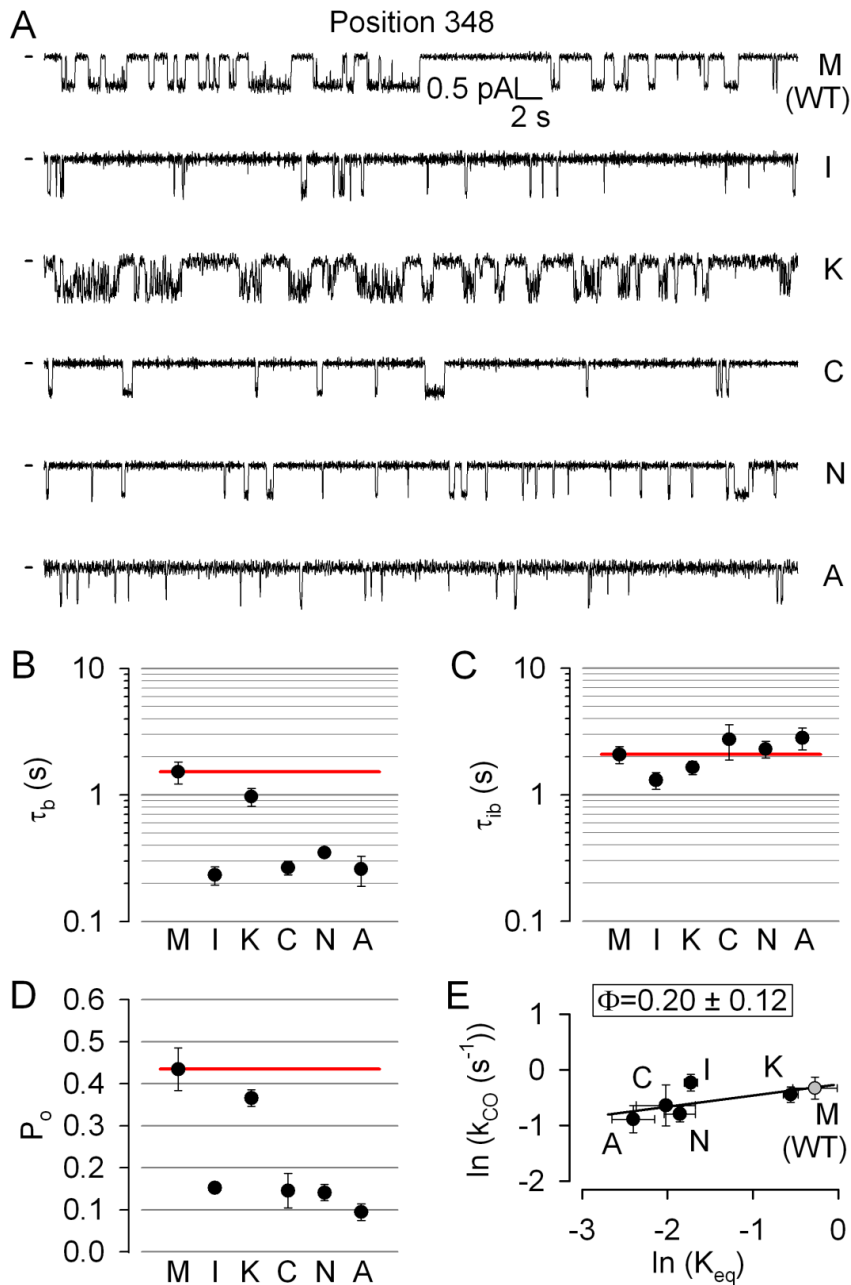 A
Position 348
M
(WT)
0.5 pA
2 s
I
K
C
N
A
B
10
1
0.1
τb (s)
M I K C N A
C
10
1
0.1
τib (s)
M I K C N A
D
0.6
0.5
0.4
0.3
0.2
0.1
0.0
Po
M I K C N A
E
Φ=0.20 ± 0.12
1
0
-1
-2
ln (kCO (s-1))
C
I
K
A
N
M
(WT)
-3 -2 -1 0
ln (Keq)